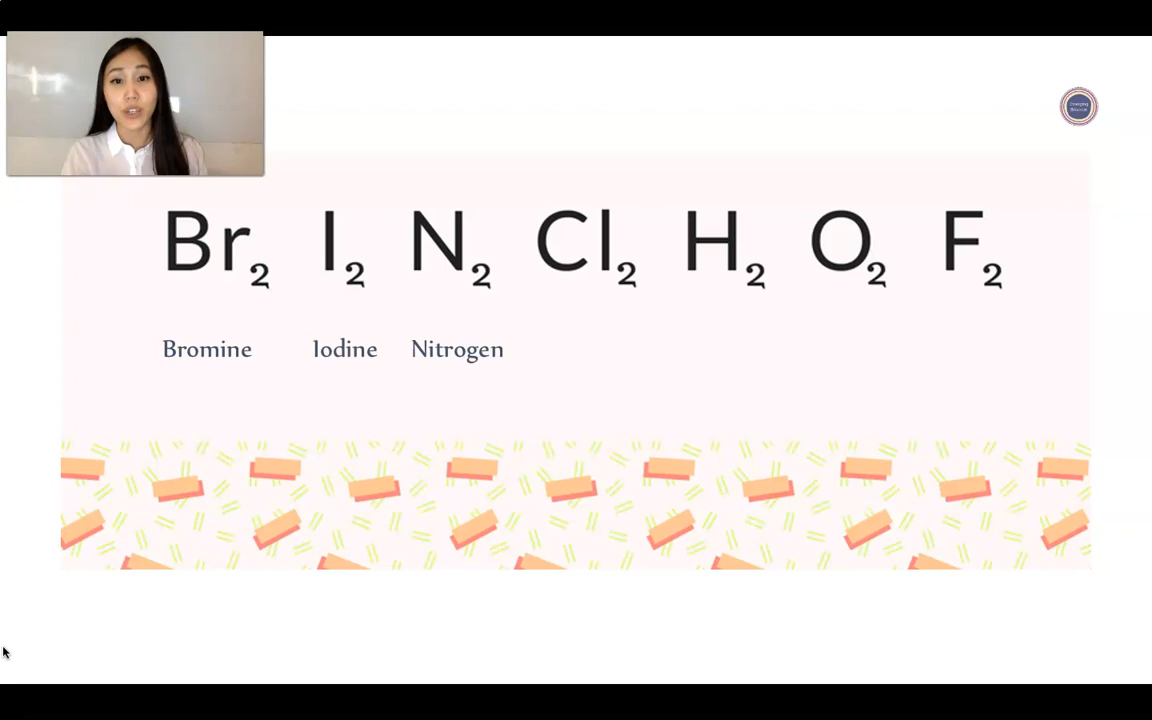 Br₂ I₂ N₂ Cl₂ H₂ O₂ F₂
Bromine Iodine Nitrogen